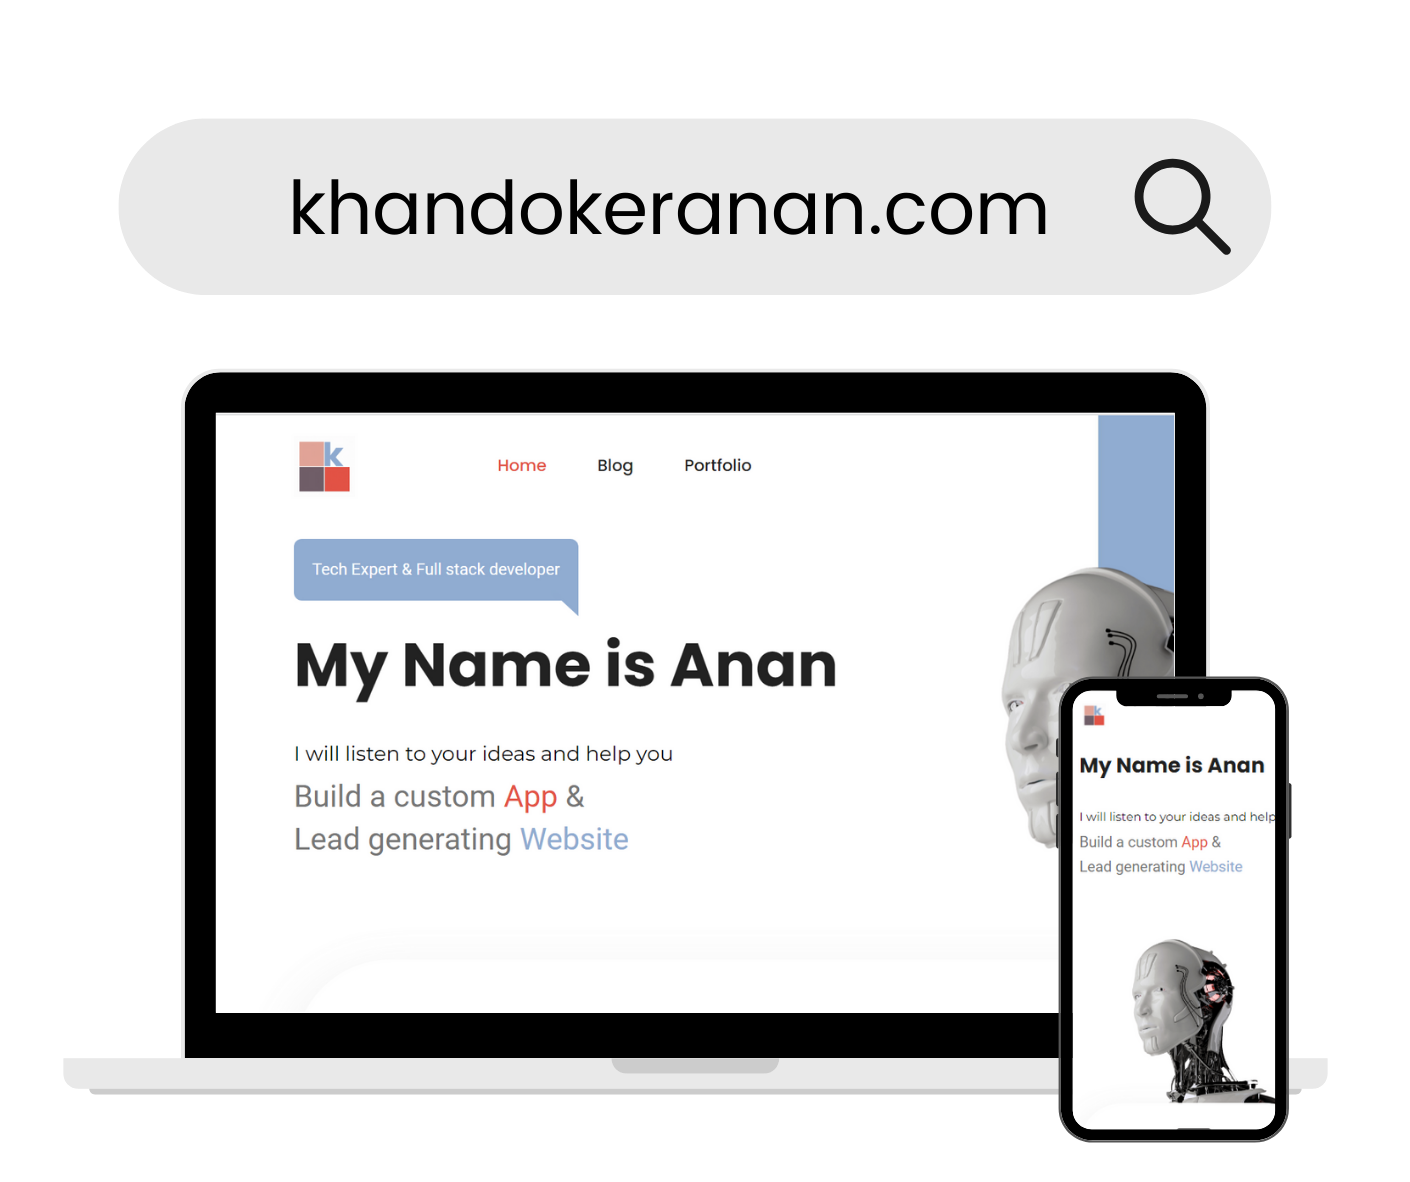 khandokeranan.com
k
Home Blog Portfolio
Tech Expert & Full stack developer
My Name is Anan
I will listen to your ideas and help you
Build a custom App &
Lead generating Website
k
My Name is Anan
I will listen to your ideas and help
Build a custom App &
Lead generating Website